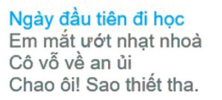 Ngày đầu tiên đi học
Em mắt ướt nhạt nhoà
Cô vỗ về an ủi
Chao ôi! Sao thiết tha.